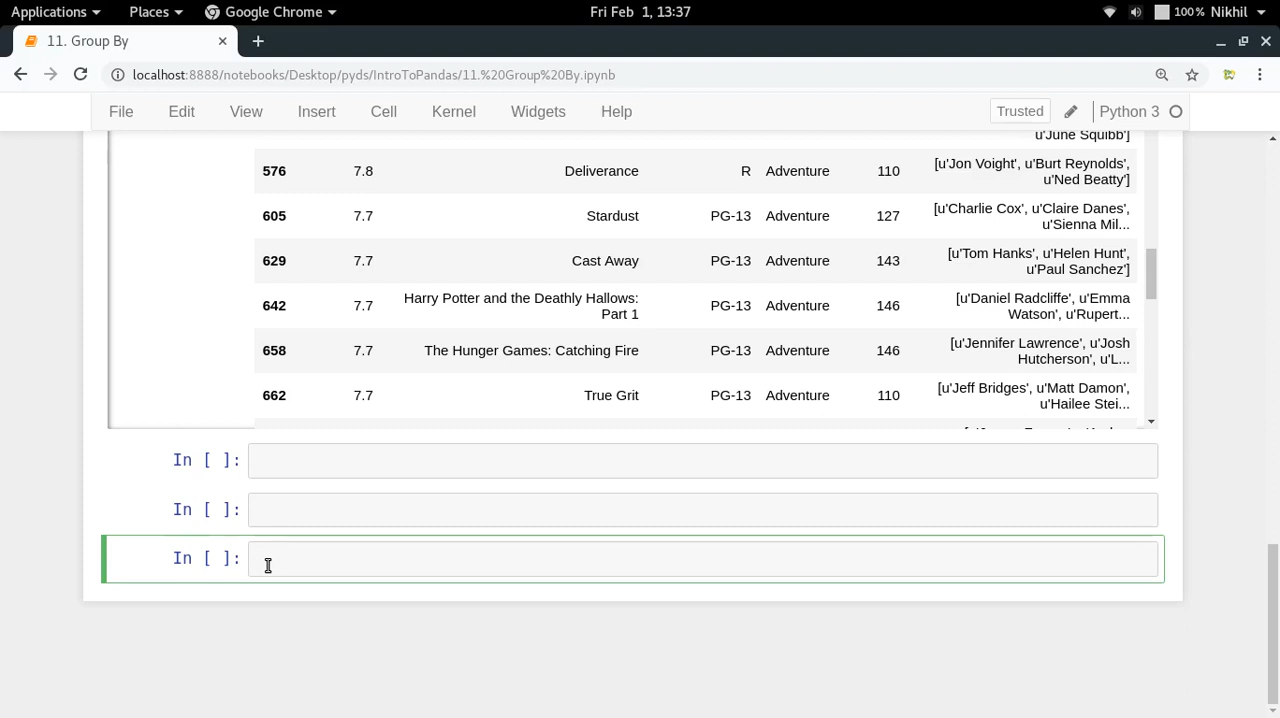 Applications Places Google Chrome Fri Feb 1, 13:37 100% Nikhil
11. Group By
localhost:8888/notebooks/Desktop/pyds/IntroToPandas/11.%20Group%20By.ipynb
File Edit View Insert Cell Kernel Widgets Help Trusted Python 3
u'June Squibb']
576 7.8 Deliverance R Adventure 110 [u'Jon Voight', u'Burt Reynolds',
u'Ned Beatty']
605 7.7 Stardust PG-13 Adventure 127 [u'Charlie Cox', u'Claire Danes',
u'Sienna Mil...
629 7.7 Cast Away PG-13 Adventure 143 [u'Tom Hanks', u'Helen Hunt',
u'Paul Sanchez']
642 7.7 Harry Potter and the Deathly Hallows: PG-13 Adventure 146 [u'Daniel Radcliffe', u'Emma
Part 1 Watson', u'Rupert...
658 7.7 The Hunger Games: Catching Fire PG-13 Adventure 146 [u'Jennifer Lawrence', u'Josh
Hutcherson', u'L...
662 7.7 True Grit PG-13 Adventure 110 [u'Jeff Bridges', u'Matt Damon',
u'Hailee Stei...
In [ ]:
In [ ]:
In [ ]: